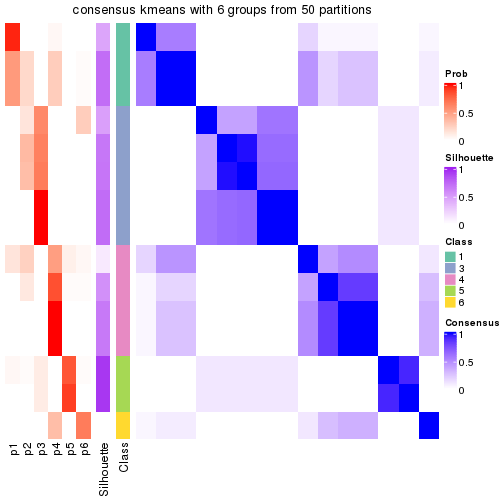 consensus kmeans with 6 groups from 50 partitions
Prob
1
0.5
0
Silhouette
1
0.5
0
Class
1
3
4
5
6
Consensus
1
0.5
0
p1
p2
p3
p4
p5
p6
Silhouette
Class